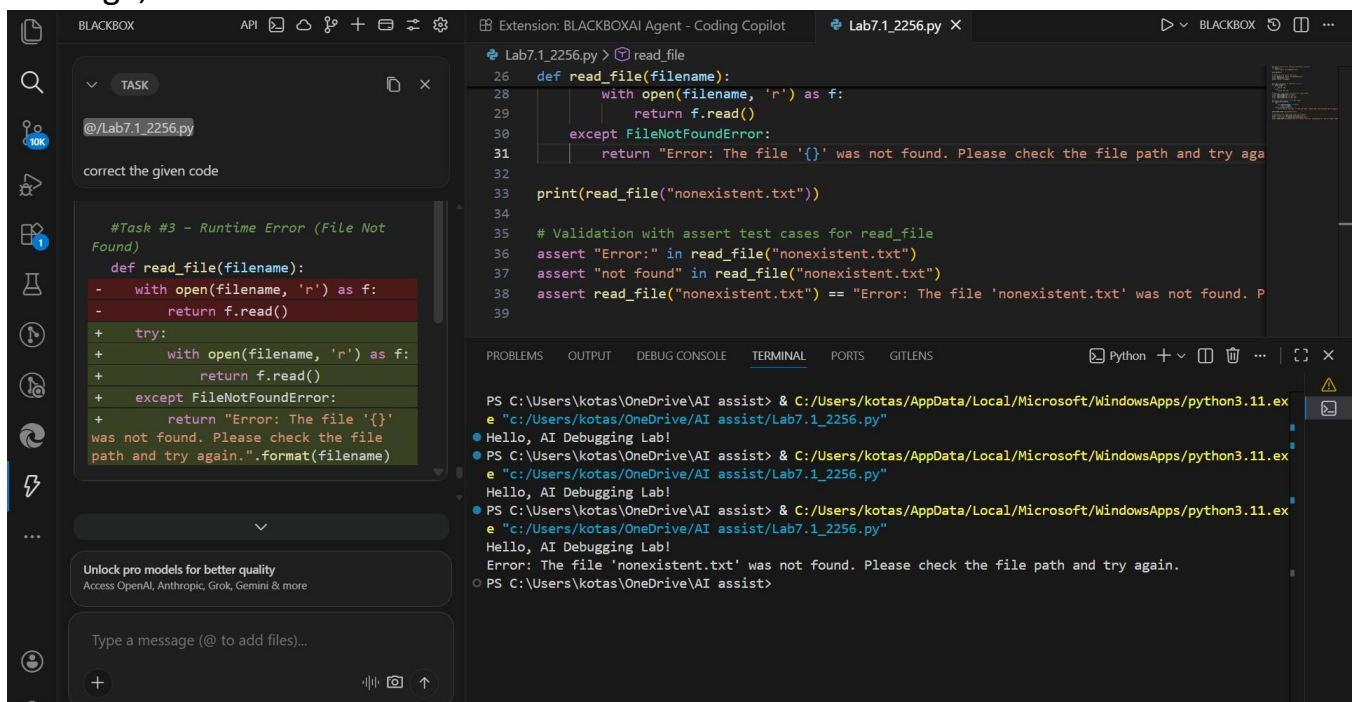 BLACKBOX
API
Extension: BLACKBOXAI Agent - Coding Copilot
Lab7.1_2256.py
BLACKBOX
TASK
@/Lab7.1_2256.py
correct the given code
#Task #3 – Runtime Error (File Not
Found)
def read_file(filename):
- with open(filename, 'r') as f:
- return f.read()
+ try:
+ with open(filename, 'r') as f:
+ return f.read()
+ except FileNotFoundError:
+ return "Error: The file '{}'
was not found. Please check the file
path and try again.".format(filename)
Unlock pro models for better quality
Access OpenAI, Anthropic, Grok, Gemini & more
Type a message (@ to add files)...
10K
1
Lab7.1_2256.py > read_file
26 def read_file(filename):
28 with open(filename, 'r') as f:
29 return f.read()
30 except FileNotFoundError:
31 return "Error: The file '{}' was not found. Please check the file path and try aga
32
33 print(read_file("nonexistent.txt"))
34
35 # Validation with assert test cases for read_file
36 assert "Error:" in read_file("nonexistent.txt")
37 assert "not found" in read_file("nonexistent.txt")
38 assert read_file("nonexistent.txt") == "Error: The file 'nonexistent.txt' was not found. P
39
PROBLEMS OUTPUT DEBUG CONSOLE TERMINAL PORTS GITLENS
Python
PS C:\Users\kotas\OneDrive\AI assist> & C:/Users/kotas/AppData/Local/Microsoft/WindowsApps/python3.11.ex
e "c:/Users/kotas/OneDrive/AI assist/Lab7.1_2256.py"
Hello, AI Debugging Lab!
PS C:\Users\kotas\OneDrive\AI assist> & C:/Users/kotas/AppData/Local/Microsoft/WindowsApps/python3.11.ex
e "c:/Users/kotas/OneDrive/AI assist/Lab7.1_2256.py"
Hello, AI Debugging Lab!
PS C:\Users\kotas\OneDrive\AI assist> & C:/Users/kotas/AppData/Local/Microsoft/WindowsApps/python3.11.ex
e "c:/Users/kotas/OneDrive/AI assist/Lab7.1_2256.py"
Hello, AI Debugging Lab!
Error: The file 'nonexistent.txt' was not found. Please check the file path and try again.
PS C:\Users\kotas\OneDrive\AI assist>